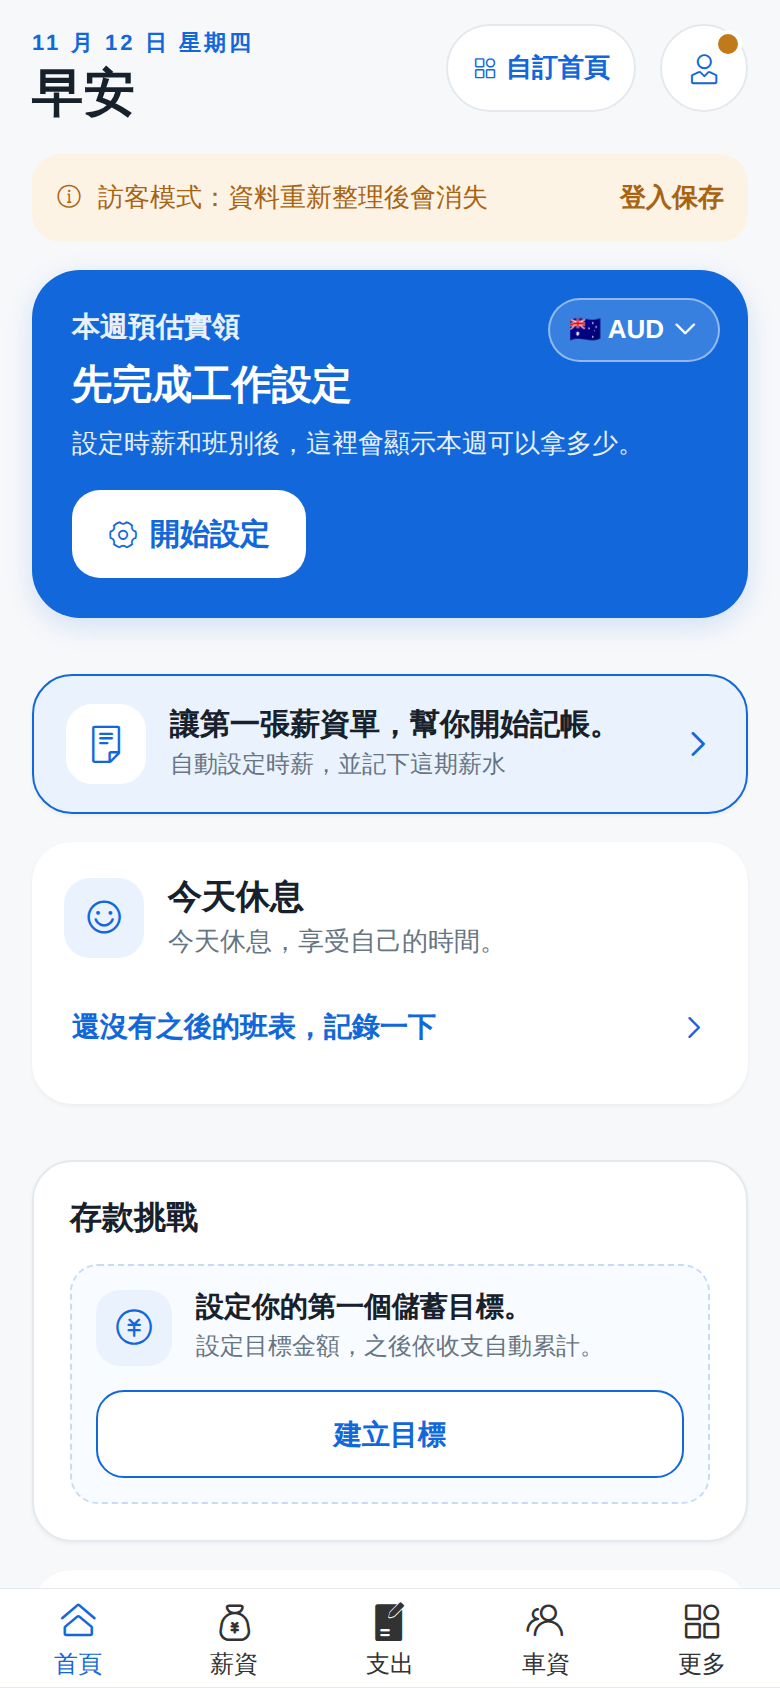 11 月 12 日 星期四
早安
自訂首頁
訪客模式：資料重新整理後會消失
登入保存
本週預估實領
AUD
先完成工作設定
設定時薪和班別後，這裡會顯示本週可以拿多少。
開始設定
讓第一張薪資單，幫你開始記帳。
自動設定時薪，並記下這期薪水
今天休息
今天休息，享受自己的時間。
還沒有之後的班表，記錄一下
存款挑戰
設定你的第一個儲蓄目標。
設定目標金額，之後依收支自動累計。
建立目標
首頁
薪資
支出
車資
更多